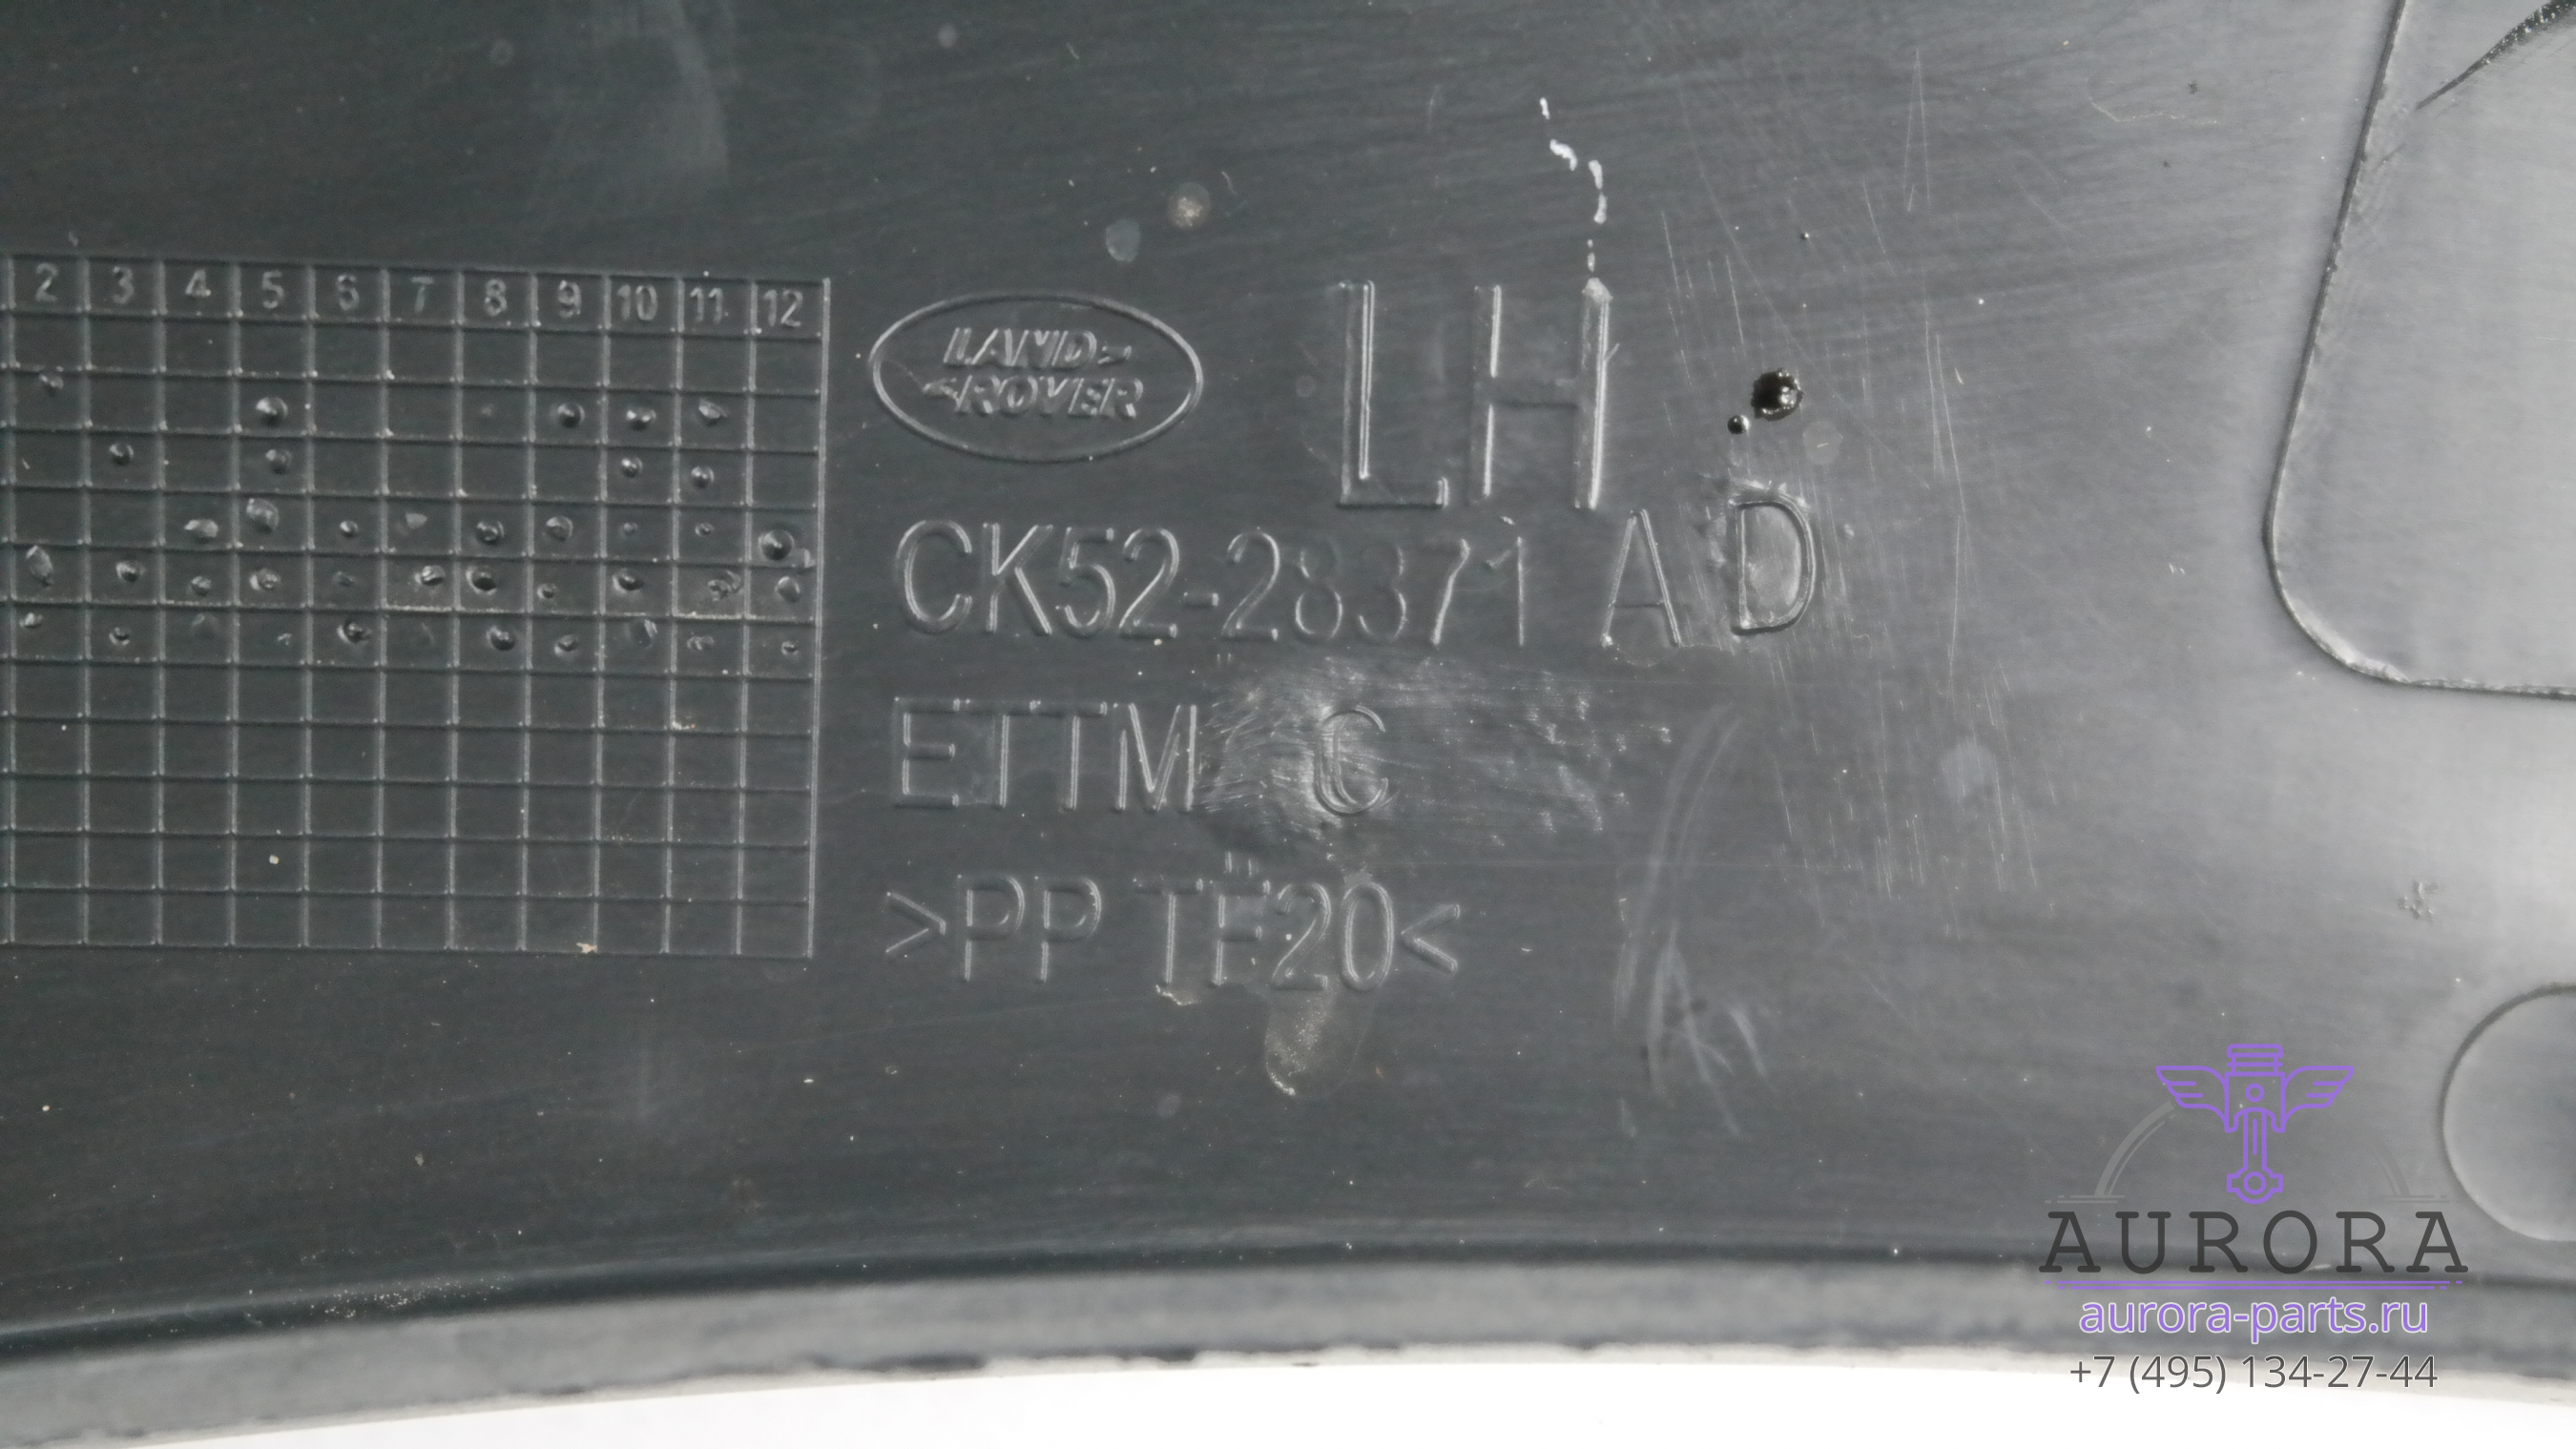 2 3 4 5 6 7 8 9 10 11 12
LAND-
-ROVER
LH
CK52-28371 AD
ETTM C
>PP TF20<
AURORA
aurora-parts.ru
+7 (495) 134-27-44